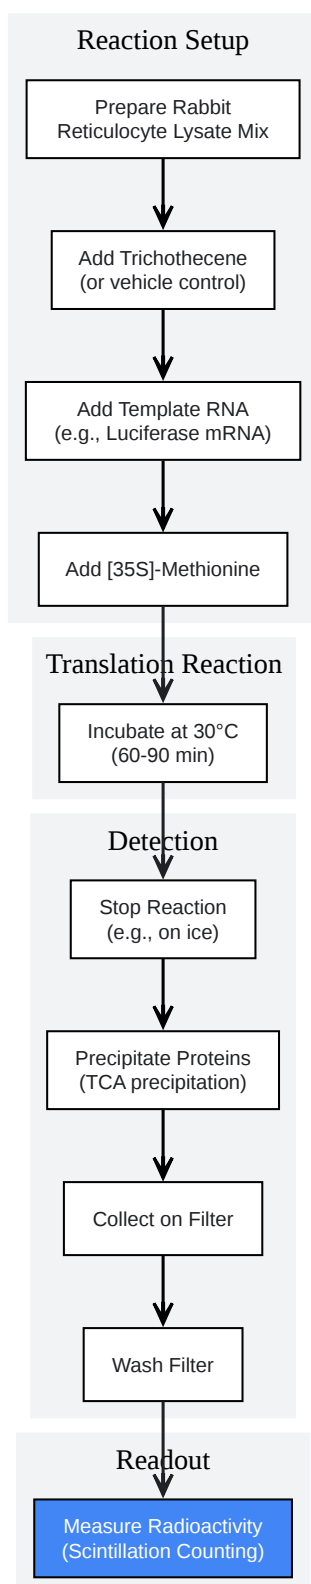 Reaction Setup
Prepare Rabbit
Reticulocyte Lysate Mix
Add Trichothecene
(or vehicle control)
Add Template RNA
(e.g., Luciferase mRNA)
Add [35S]-Methionine
Translation Reaction
Incubate at 30°C
(60-90 min)
Detection
Stop Reaction
(e.g., on ice)
Precipitate Proteins
(TCA precipitation)
Collect on Filter
Wash Filter
Readout
Measure Radioactivity
(Scintillation Counting)